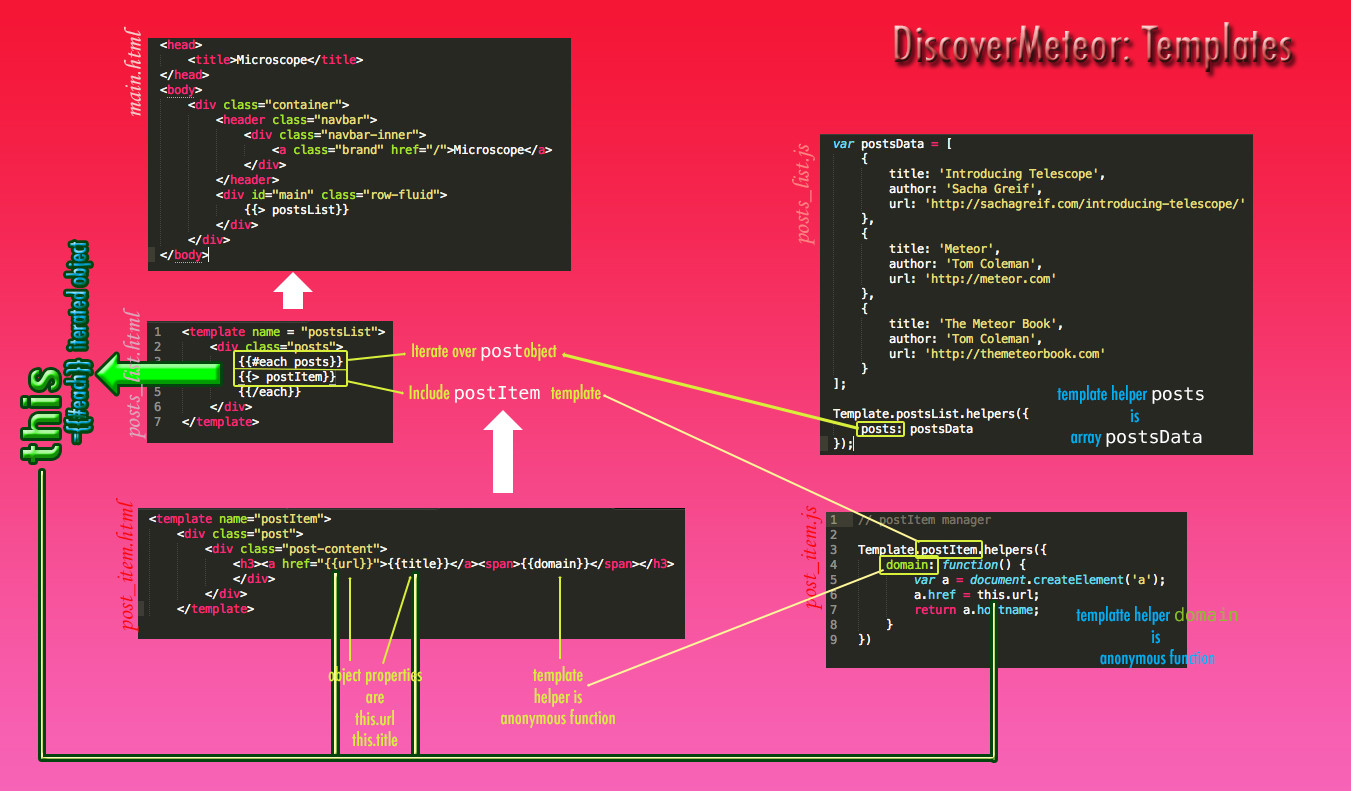 DiscoverMeteor: Templates
main.html
<head>
<title>Microscope</title>
</head>
<body>
<div class="container">
<header class="navbar">
<div class="navbar-inner">
<a class="brand" href="/">Microscope</a>
</div>
</header>
<div id="main" class="row-fluid">
{{> postsList}}
</div>
</div>
</body>
posts_list.js
var postsData = [
{
title: 'Introducing Telescope',
author: 'Sacha Greif',
url: 'http://sachagreif.com/introducing-telescope/'
},
{
title: 'Meteor',
author: 'Tom Coleman',
url: 'http://meteor.com'
},
{
title: 'The Meteor Book',
author: 'Tom Coleman',
url: 'http://themeteorbook.com'
}
];
Template.postsList.helpers({
posts: postsData
});
template helper posts
is
array postsData
this
={{#each}} iterated object
posts_list.html
1 <template name = "postsList">
2 <div class="posts">
3 {{#each posts}}
{{> postItem}}
5 {{/each}}
6 </div>
7 </template>
Iterate over post object
Include postItem template
post_item.html
<template name="postItem">
<div class="post">
<div class="post-content">
<h3><a href="{{url}}">{{title}}</a><span>{{domain}}</span></h3>
</div>
</div>
</template>
object properties
are
this.url
this.title
template
helper is
anonymous function
post_item.js
1 // postItem manager
2
3 Template.postItem.helpers({
4 domain: function() {
5 var a = document.createElement('a');
6 a.href = this.url;
7 return a.hostname;
8 }
9 })
templatte helper domain
is
anonymous function